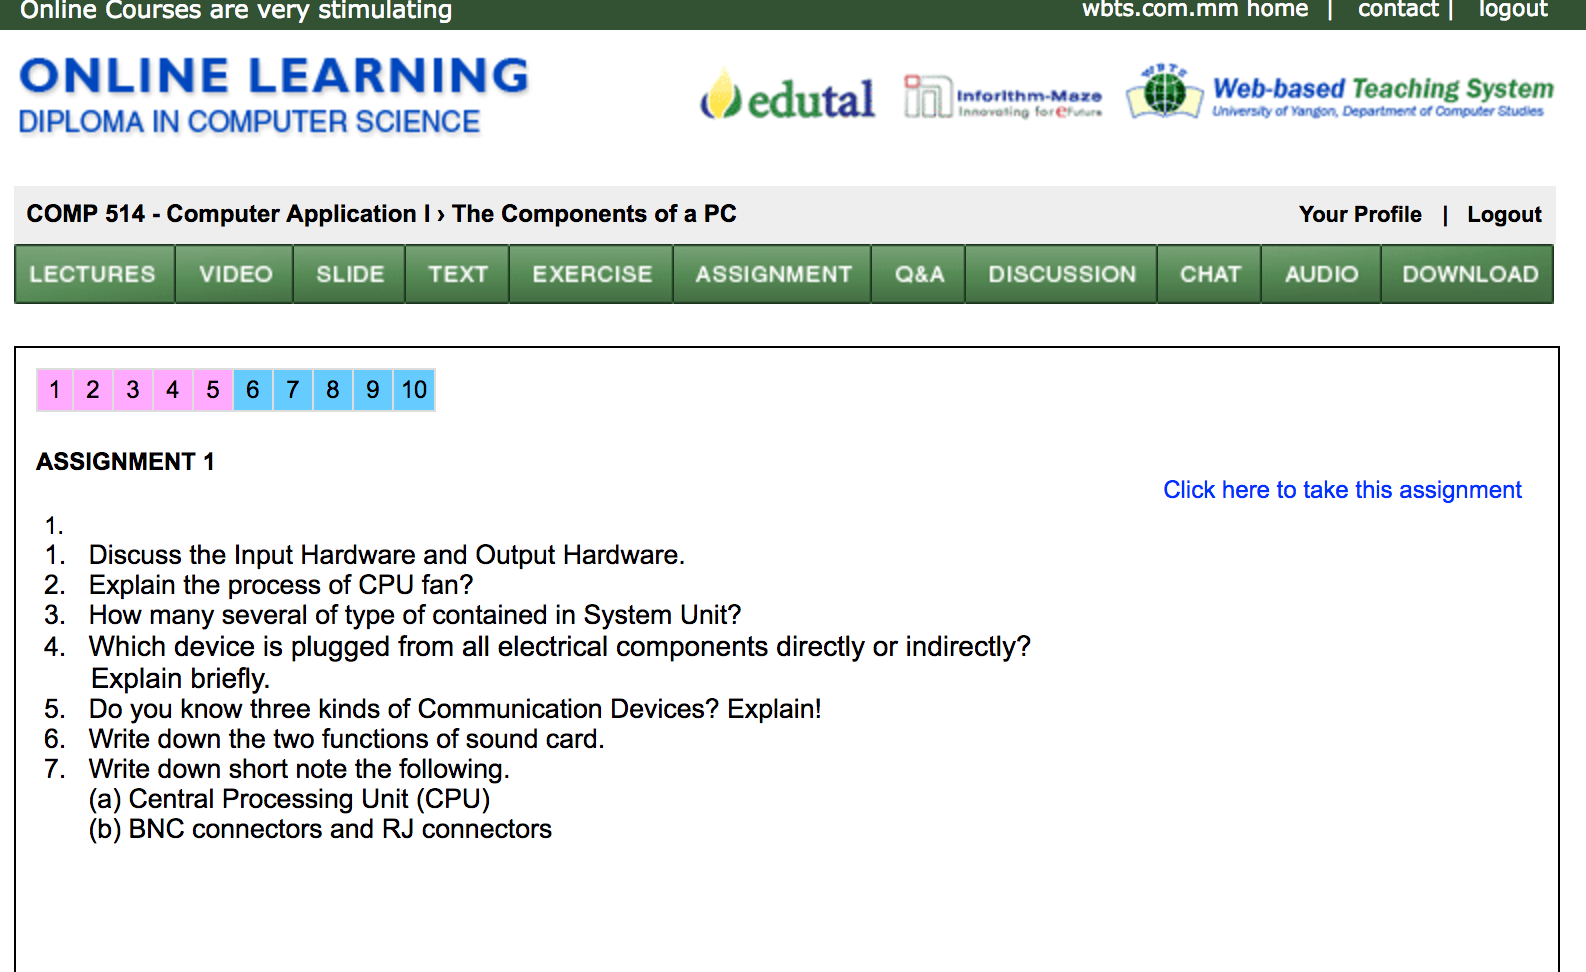 Online Courses are very stimulating
wbts.com.mm home | contact | logout
ONLINE LEARNING
DIPLOMA IN COMPUTER SCIENCE
edutal
Inforithm-Maze
Innovating for eFuture
WBTS
Web-based Teaching System
University of Yangon, Department of Computer Studies
COMP 514 - Computer Application I › The Components of a PC
Your Profile | Logout
LECTURES VIDEO SLIDE TEXT EXERCISE ASSIGNMENT Q&A DISCUSSION CHAT AUDIO DOWNLOAD
1 2 3 4 5 6 7 8 9 10
ASSIGNMENT 1
Click here to take this assignment
1.
1. Discuss the Input Hardware and Output Hardware.
2. Explain the process of CPU fan?
3. How many several of type of contained in System Unit?
4. Which device is plugged from all electrical components directly or indirectly?
Explain briefly.
5. Do you know three kinds of Communication Devices? Explain!
6. Write down the two functions of sound card.
7. Write down short note the following.
(a) Central Processing Unit (CPU)
(b) BNC connectors and RJ connectors